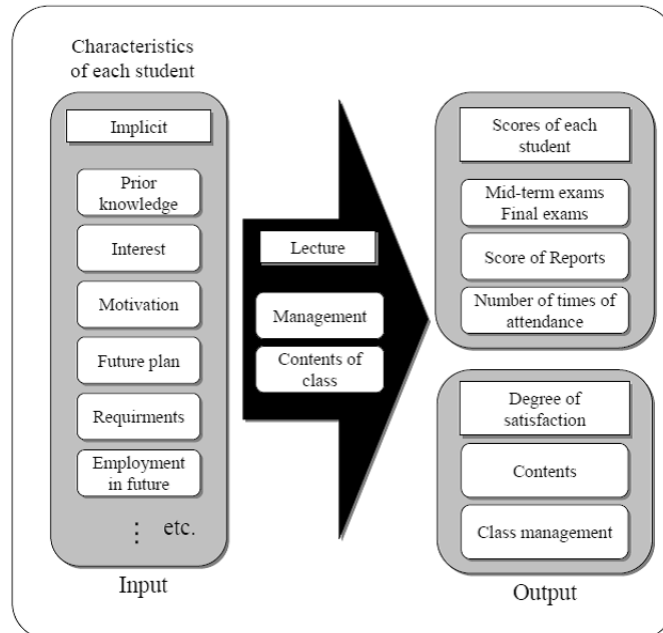 Characteristics
of each student
Implicit
Prior
knowledge
Interest
Motivation
Future plan
Requirments
Employment
in future
⋮ etc.
Input
Lecture
Management
Contents of
class
Scores of each
student
Mid-term exams
Final exams
Score of Reports
Number of times of
attendance
Degree of
satisfaction
Contents
Class management
Output